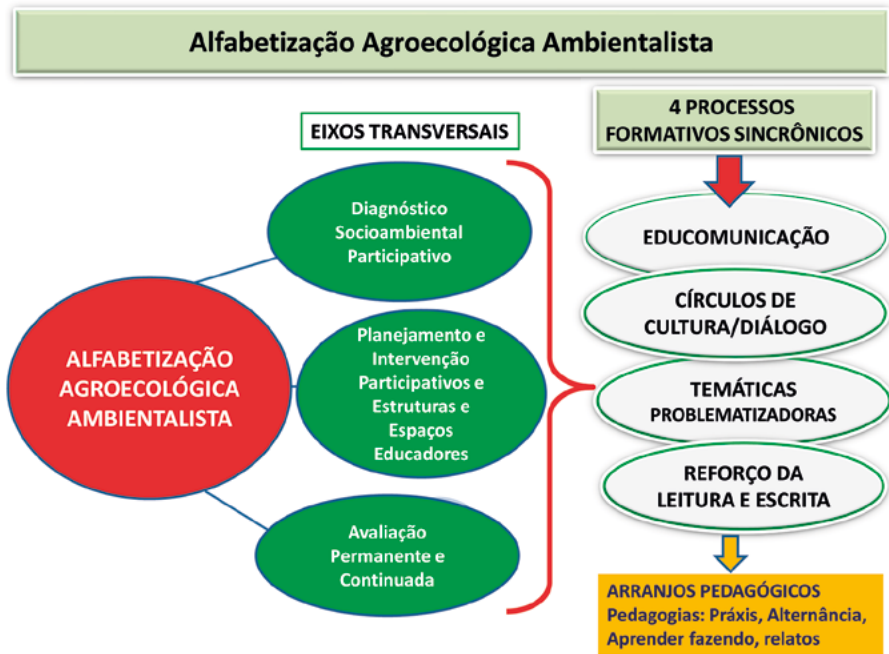 Alfabetização Agroecológica Ambientalista
EIXOS TRANSVERSAIS
4 PROCESSOS
FORMATIVOS SINCRÔNICOS
ALFABETIZAÇÃO
AGROECOLÓGICA
AMBIENTALISTA
Diagnóstico
Socioambiental
Participativo
Planejamento e
Intervenção
Participativos e
Estruturas e
Espaços
Educadores
Avaliação
Permanente e
Continuada
EDUCOMUNICAÇÃO
CÍRCULOS DE
CULTURA/DIÁLOGO
TEMÁTICAS
PROBLEMATIZADORAS
REFORÇO DA
LEITURA E ESCRITA
ARRANJOS PEDAGÓGICOS
Pedagogias: Práxis, Alternância,
Aprender fazendo, relatos